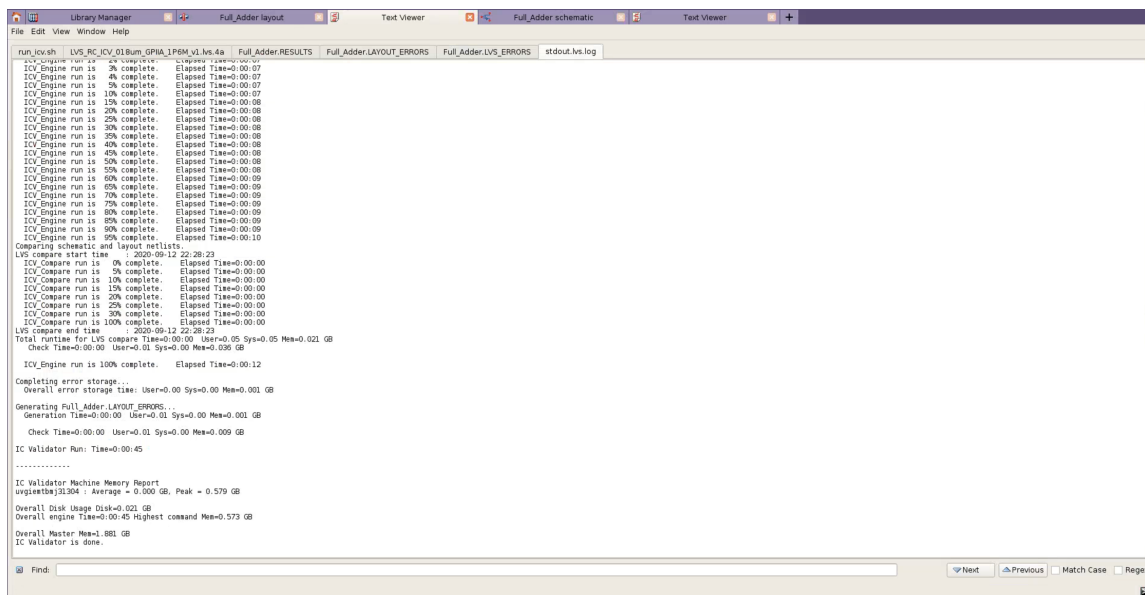 Library Manager
Full_Adder layout
Text Viewer
Full_Adder schematic
Text Viewer
File Edit View Window Help
run_icv.sh LVS_RC_ICV_018um_GPIIA_1P6M_v1.lvs.4a Full_Adder.RESULTS Full_Adder.LAYOUT_ERRORS Full_Adder.LVS_ERRORS stdout.lvs.log
ICV_Engine run is 2% complete. Elapsed Time=0:00:07
ICV_Engine run is 3% complete. Elapsed Time=0:00:07
ICV_Engine run is 4% complete. Elapsed Time=0:00:07
ICV_Engine run is 5% complete. Elapsed Time=0:00:07
ICV_Engine run is 10% complete. Elapsed Time=0:00:07
ICV_Engine run is 15% complete. Elapsed Time=0:00:08
ICV_Engine run is 20% complete. Elapsed Time=0:00:08
ICV_Engine run is 25% complete. Elapsed Time=0:00:08
ICV_Engine run is 30% complete. Elapsed Time=0:00:08
ICV_Engine run is 35% complete. Elapsed Time=0:00:08
ICV_Engine run is 40% complete. Elapsed Time=0:00:08
ICV_Engine run is 45% complete. Elapsed Time=0:00:08
ICV_Engine run is 50% complete. Elapsed Time=0:00:08
ICV_Engine run is 55% complete. Elapsed Time=0:00:08
ICV_Engine run is 60% complete. Elapsed Time=0:00:09
ICV_Engine run is 65% complete. Elapsed Time=0:00:09
ICV_Engine run is 70% complete. Elapsed Time=0:00:09
ICV_Engine run is 75% complete. Elapsed Time=0:00:09
ICV_Engine run is 80% complete. Elapsed Time=0:00:09
ICV_Engine run is 85% complete. Elapsed Time=0:00:09
ICV_Engine run is 90% complete. Elapsed Time=0:00:09
ICV_Engine run is 95% complete. Elapsed Time=0:00:10
Comparing schematic and layout netlists.
LVS compare start time : 2020-09-12 22:28:23
ICV_Compare run is 0% complete. Elapsed Time=0:00:00
ICV_Compare run is 5% complete. Elapsed Time=0:00:00
ICV_Compare run is 10% complete. Elapsed Time=0:00:00
ICV_Compare run is 15% complete. Elapsed Time=0:00:00
ICV_Compare run is 20% complete. Elapsed Time=0:00:00
ICV_Compare run is 25% complete. Elapsed Time=0:00:00
ICV_Compare run is 30% complete. Elapsed Time=0:00:00
ICV_Compare run is 100% complete. Elapsed Time=0:00:00
LVS compare end time : 2020-09-12 22:28:23
Total runtime for LVS compare Time=0:00:00 User=0.05 Sys=0.05 Mem=0.021 GB
Check Time=0:00:00 User=0.01 Sys=0.00 Mem=0.036 GB
ICV_Engine run is 100% complete. Elapsed Time=0:00:12
Completing error storage...
Overall error storage time: User=0.00 Sys=0.00 Mem=0.001 GB
Generating Full_Adder.LAYOUT_ERRORS...
Generation Time=0:00:00 User=0.01 Sys=0.00 Mem=0.001 GB
Check Time=0:00:00 User=0.01 Sys=0.00 Mem=0.009 GB
IC Validator Run: Time=0:00:45
-------------
IC Validator Machine Memory Report
uvgiemtbmj31304 : Average = 0.000 GB, Peak = 0.579 GB
Overall Disk Usage Disk=0.021 GB
Overall engine Time=0:00:45 Highest command Mem=0.573 GB
Overall Master Mem=1.881 GB
IC Validator is done.
Find: Next Previous Match Case Rege